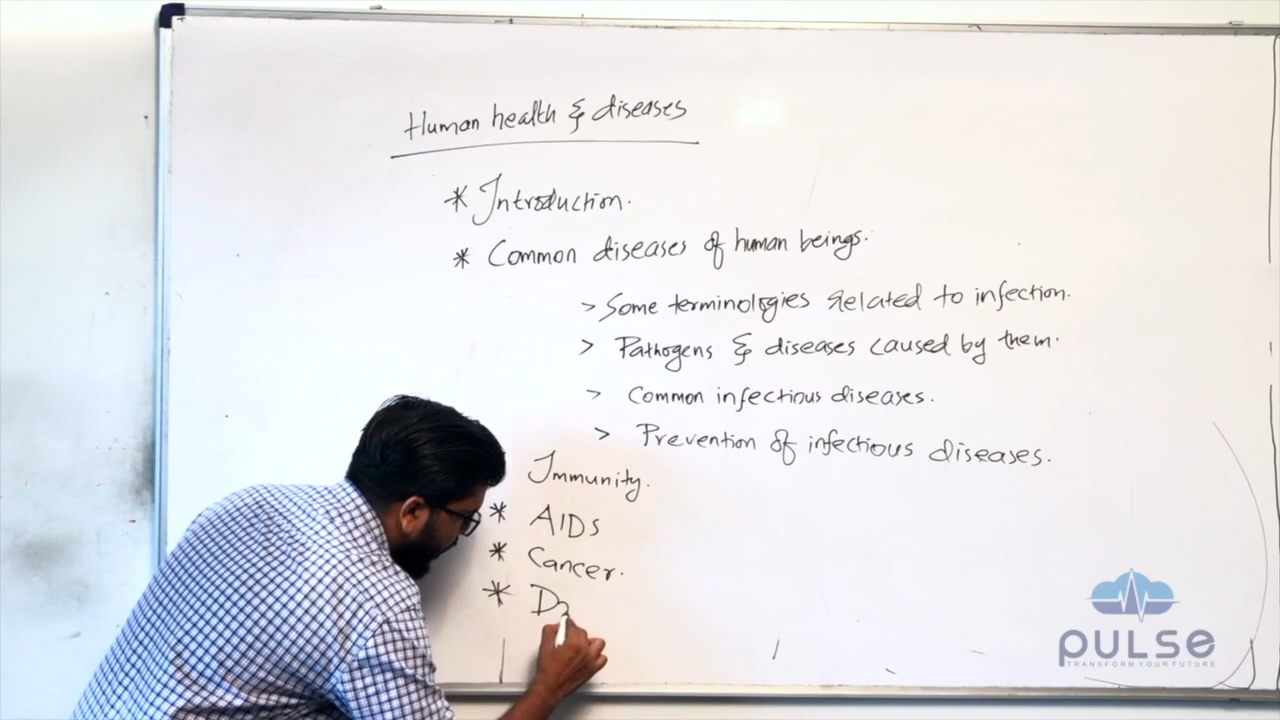 Human health & diseases
* Introduction.
* Common diseases of human beings.
> Some terminologies related to infection.
> Pathogens & diseases caused by them.
> Common infectious diseases.
> Prevention of infectious diseases.
Immunity.
* AIDs
* Cancer.
* Dr
PULSE
TRANSFORM YOUR FUTURE